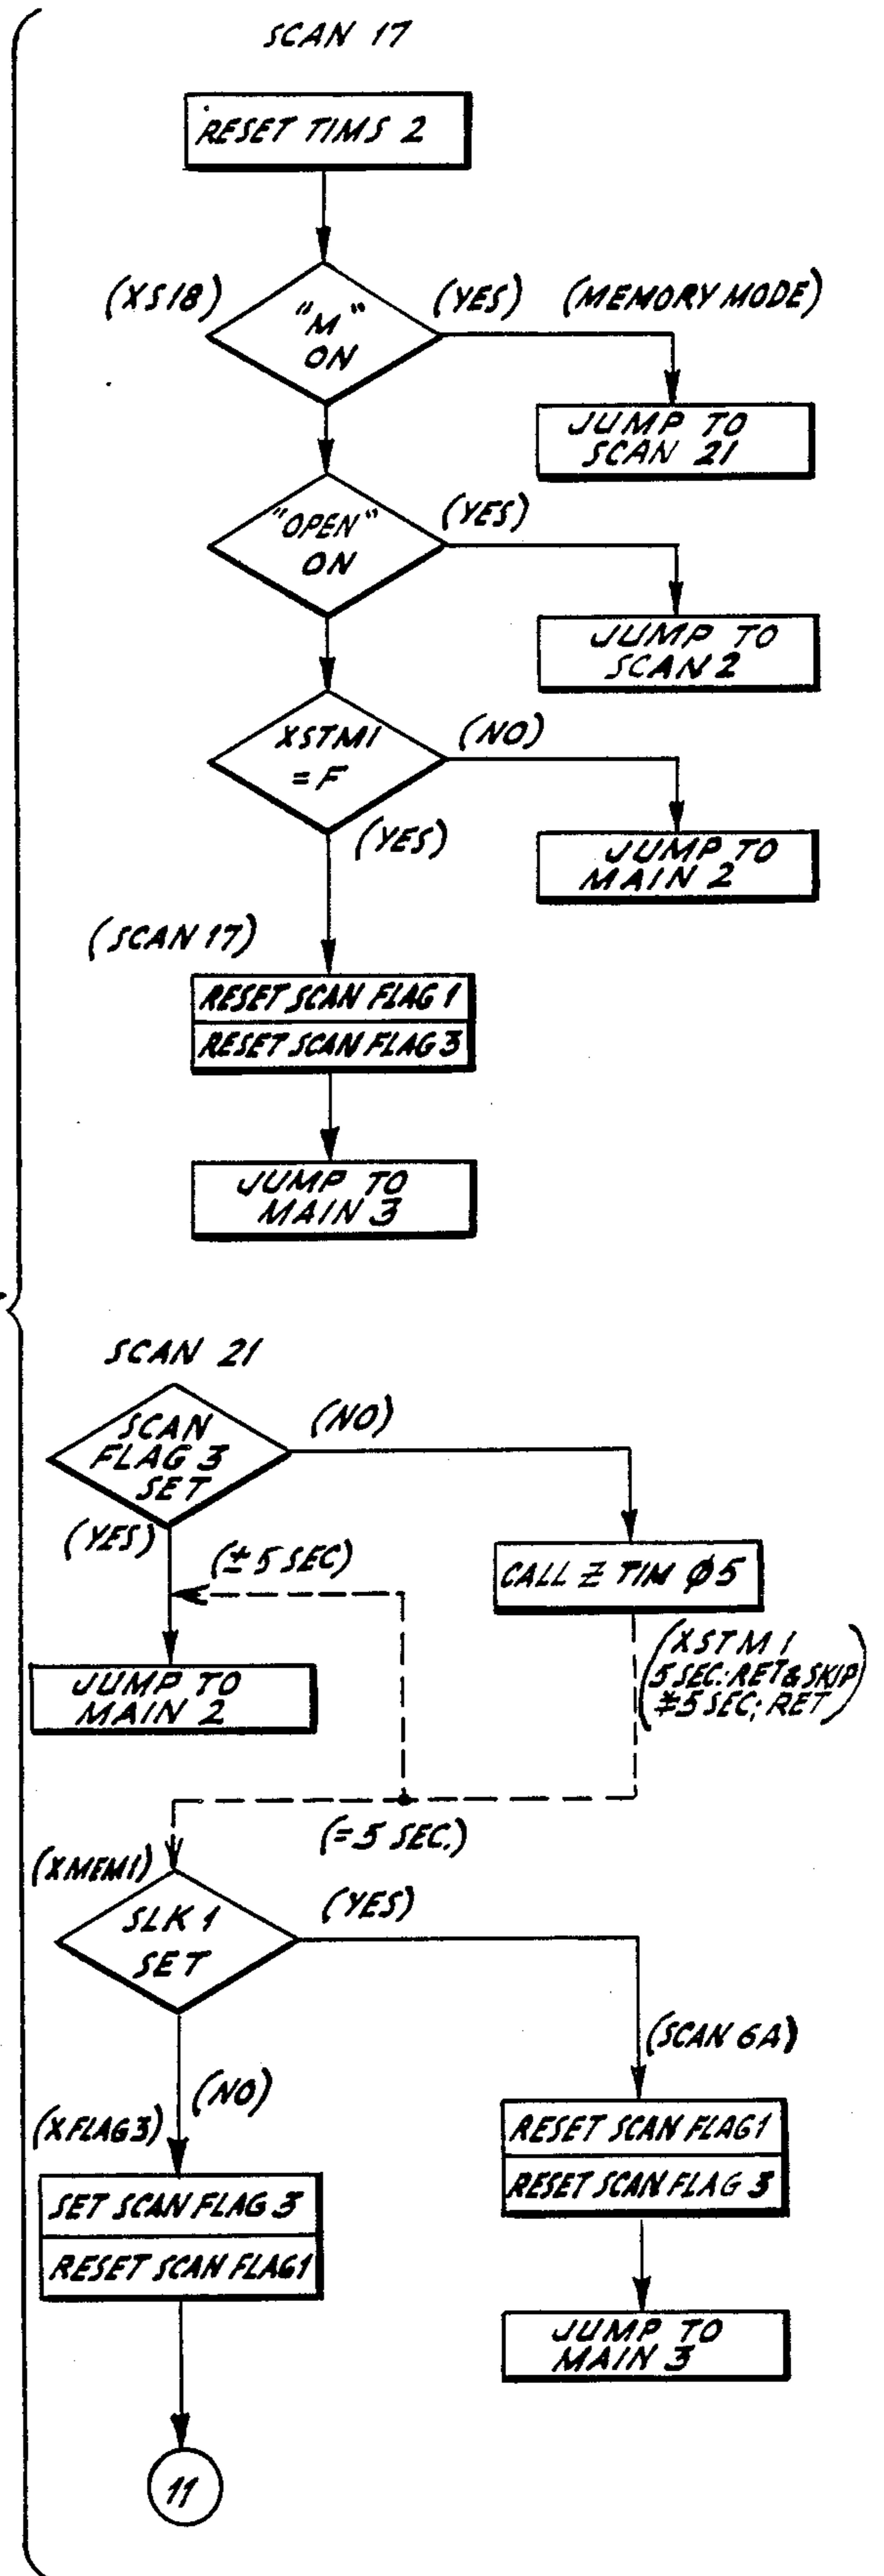 SCAN 17
RESET TIMS 2
(XS18)
"M"
ON
(YES)
(MEMORY MODE)
JUMP TO
SCAN 21
"OPEN"
ON
(YES)
JUMP TO
SCAN 2
XSTM1
= F
(NO)
(YES)
JUMP TO
MAIN 2
(SCAN 17)
RESET SCAN FLAG 1
RESET SCAN FLAG 3
JUMP TO
MAIN 3
SCAN 21
SCAN
FLAG 3
SET
(NO)
(YES)
(± 5 SEC)
CALL Z TIM Ø5
(XSTM1
5 SEC: RET & SKIP
≠5 SEC; RET)
JUMP TO
MAIN 2
(= 5 SEC.)
(XMEM1)
SLK 1
SET
(YES)
(SCAN 6A)
(NO)
(XFLAG3)
RESET SCAN FLAG1
RESET SCAN FLAG 3
SET SCAN FLAG 3
RESET SCAN FLAG1
JUMP TO
MAIN 3
11